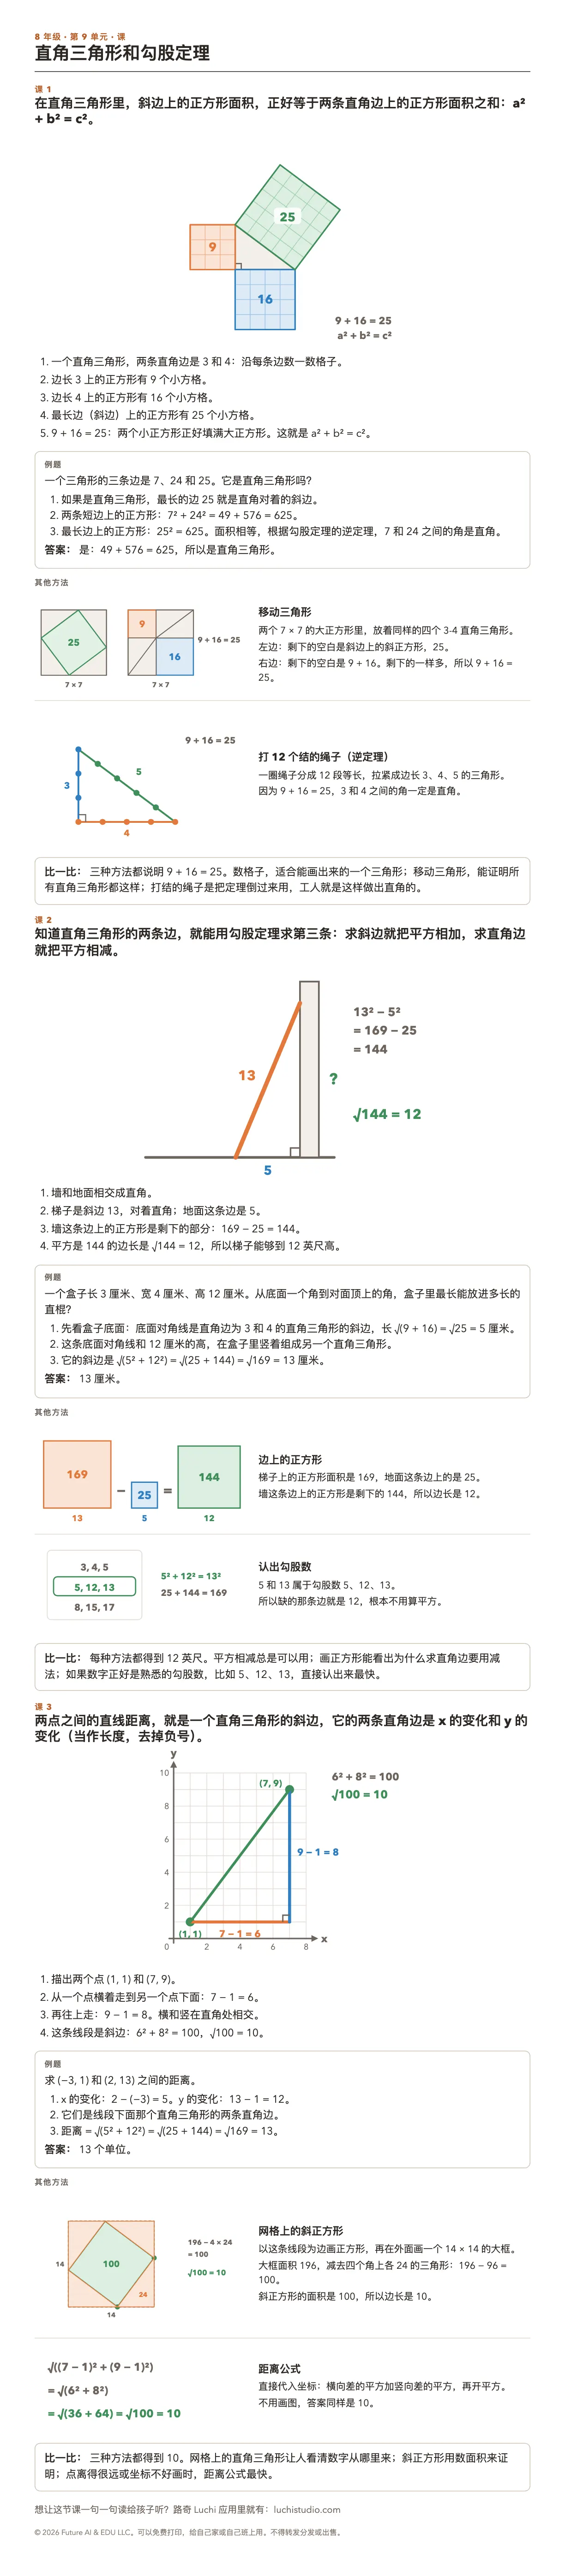 8 年级 · 第 9 单元 · 课
直角三角形和勾股定理
课 1
在直角三角形里，斜边上的正方形面积，正好等于两条直角边上的正方形面积之和：a²
+ b² = c²。
25
9
16
9 + 16 = 25
a² + b² = c²
1. 一个直角三角形，两条直角边是 3 和 4：沿每条边数一数格子。
2. 边长 3 上的正方形有 9 个小方格。
3. 边长 4 上的正方形有 16 个小方格。
4. 最长边（斜边）上的正方形有 25 个小方格。
5. 9 + 16 = 25：两个小正方形正好填满大正方形。这就是 a² + b² = c²。
例题
一个三角形的三条边是 7、24 和 25。它是直角三角形吗？
1. 如果是直角三角形，最长的边 25 就是直角对着的斜边。
2. 两条短边上的正方形：7² + 24² = 49 + 576 = 625。
3. 最长边上的正方形：25² = 625。面积相等，根据勾股定理的逆定理，7 和 24 之间的角是直角。
答案： 是：49 + 576 = 625，所以是直角三角形。
其他方法
25
7 × 7
9
16
7 × 7
9 + 16 = 25
移动三角形
两个 7 × 7 的大正方形里，放着同样的四个 3-4 直角三角形。
左边：剩下的空白是斜边上的斜正方形，25。
右边：剩下的空白是 9 + 16。剩下的一样多，所以 9 + 16 =
25。
9 + 16 = 25
3
5
4
打 12 个结的绳子（逆定理）
一圈绳子分成 12 段等长，拉紧成边长 3、4、5 的三角形。
因为 9 + 16 = 25，3 和 4 之间的角一定是直角。
比一比： 三种方法都说明 9 + 16 = 25。数格子，适合能画出来的一个三角形；移动三角形，能证明所
有直角三角形都这样；打结的绳子是把定理倒过来用，工人就是这样做出直角的。
课 2
知道直角三角形的两条边，就能用勾股定理求第三条：求斜边就把平方相加，求直角边
就把平方相减。
13
?
5
13² − 5²
= 169 − 25
= 144
√144 = 12
1. 墙和地面相交成直角。
2. 梯子是斜边 13，对着直角；地面这条边是 5。
3. 墙这条边上的正方形是剩下的部分：169 − 25 = 144。
4. 平方是 144 的边长是 √144 = 12，所以梯子能够到 12 英尺高。
例题
一个盒子长 3 厘米、宽 4 厘米、高 12 厘米。从底面一个角到对面顶上的角，盒子里最长能放进多长的
直棍？
1. 先看盒子底面：底面对角线是直角边为 3 和 4 的直角三角形的斜边，长 √(9 + 16) = √25 = 5 厘米。
2. 这条底面对角线和 12 厘米的高，在盒子里竖着组成另一个直角三角形。
3. 它的斜边是 √(5² + 12²) = √(25 + 144) = √169 = 13 厘米。
答案： 13 厘米。
其他方法
169
−
25
=
144
13
5
12
边上的正方形
梯子上的正方形面积是 169，地面这条边上的是 25。
墙这条边上的正方形是剩下的 144，所以边长是 12。
3, 4, 5
5, 12, 13
8, 15, 17
5² + 12² = 13²
25 + 144 = 169
认出勾股数
5 和 13 属于勾股数 5、12、13。
所以缺的那条边就是 12，根本不用算平方。
比一比： 每种方法都得到 12 英尺。平方相减总是可以用；画正方形能看出为什么求直角边要用减
法；如果数字正好是熟悉的勾股数，比如 5、12、13，直接认出来最快。
课 3
两点之间的直线距离，就是一个直角三角形的斜边，它的两条直角边是 x 的变化和 y 的
变化（当作长度，去掉负号）。
y
10
8
6
4
2
0
2
4
6
8
x
(7, 9)
(1, 1)
7 − 1 = 6
9 − 1 = 8
6² + 8² = 100
√100 = 10
1. 描出两个点 (1, 1) 和 (7, 9)。
2. 从一个点横着走到另一个点下面：7 − 1 = 6。
3. 再往上走：9 − 1 = 8。横和竖在直角处相交。
4. 这条线段是斜边：6² + 8² = 100，√100 = 10。
例题
求 (−3, 1) 和 (2, 13) 之间的距离。
1. x 的变化：2 − (−3) = 5。y 的变化：13 − 1 = 12。
2. 它们是线段下面那个直角三角形的两条直角边。
3. 距离 = √(5² + 12²) = √(25 + 144) = √169 = 13。
答案： 13 个单位。
其他方法
14
100
24
14
196 − 4 × 24
= 100
√100 = 10
网格上的斜正方形
以这条线段为边画正方形，再在外面画一个 14 × 14 的大框。
大框面积 196，减去四个角上各 24 的三角形：196 − 96 =
100。
斜正方形的面积是 100，所以边长是 10。
√((7 − 1)² + (9 − 1)²)
= √(6² + 8²)
= √(36 + 64) = √100 = 10
距离公式
直接代入坐标：横向差的平方加竖向差的平方，再开平方。
不用画图，答案同样是 10。
比一比： 三种方法都得到 10。网格上的直角三角形让人看清数字从哪里来；斜正方形用数面积来证
明；点离得很远或坐标不好画时，距离公式最快。
想让这节课一句一句读给孩子听？路奇 Luchi 应用里就有：luchistudio.com
© 2026 Future AI & EDU LLC。可以免费打印，给自己家或自己班上用。不得转发分发或出售。